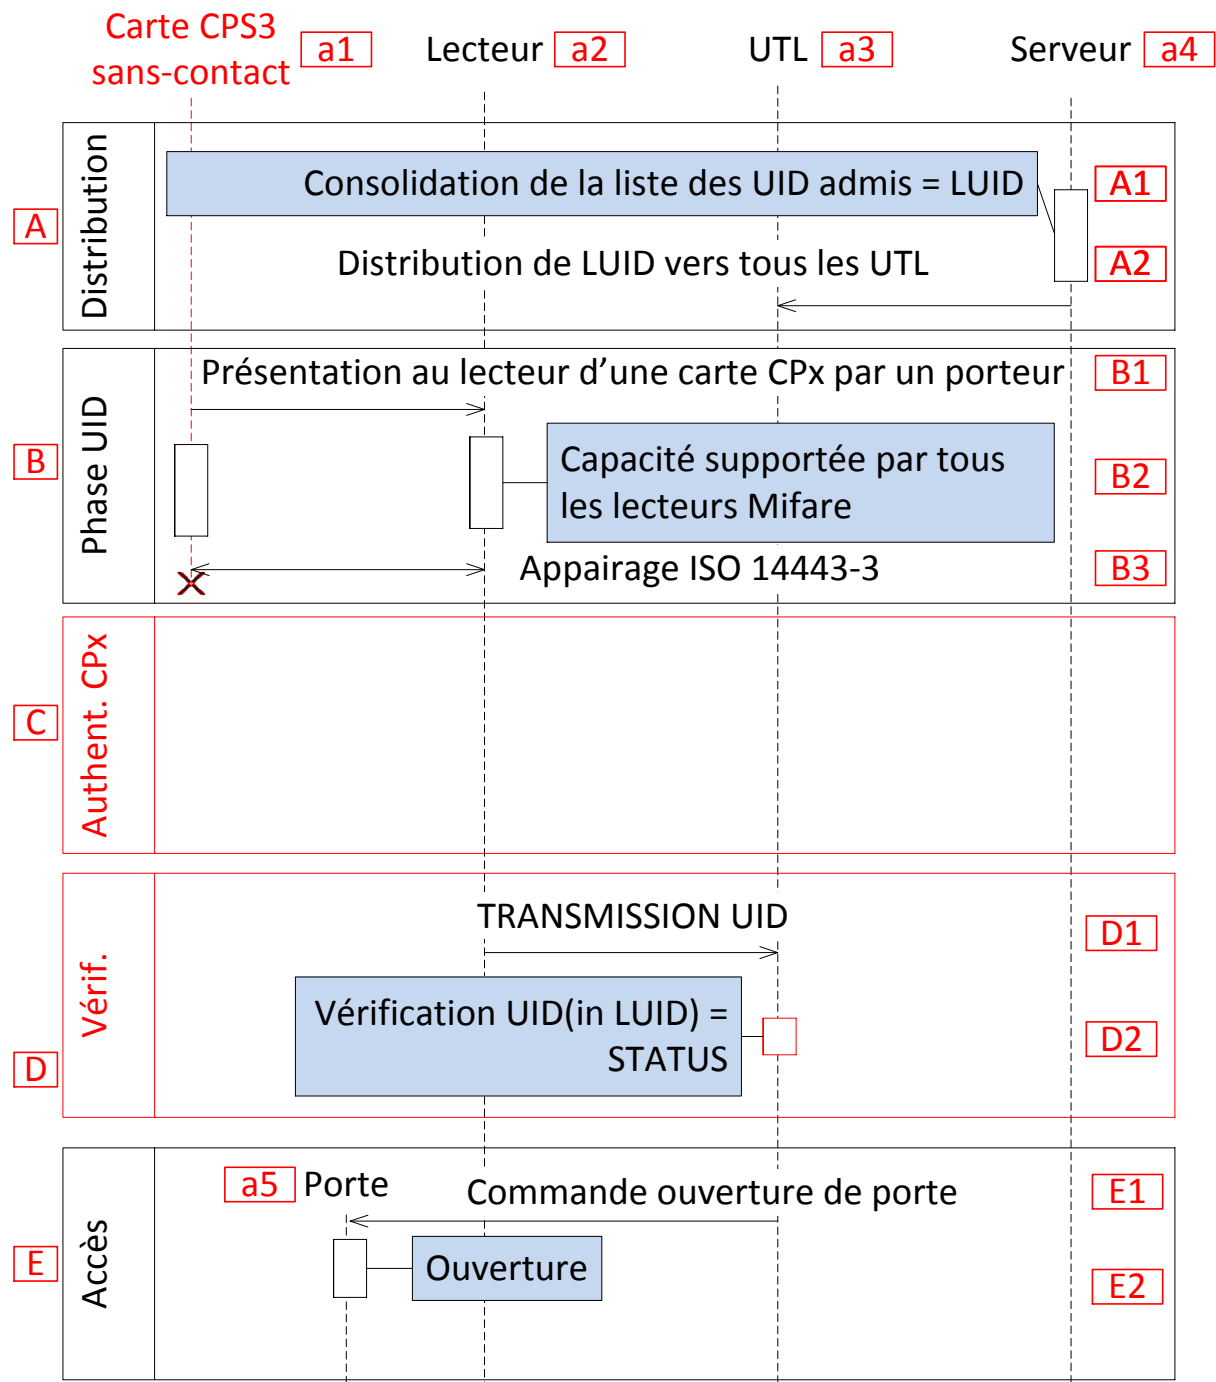 Carte CPS3
sans-contact
a1
Lecteur
a2
UTL
a3
Serveur
a4
A
Distribution
Consolidation de la liste des UID admis = LUID
A1
Distribution de LUID vers tous les UTL
A2
B
Phase UID
Présentation au lecteur d’une carte CPx par un porteur
B1
Capacité supportée par tous
les lecteurs Mifare
B2
Appairage ISO 14443-3
B3
C
Authent. CPx
D
Vérif.
TRANSMISSION UID
D1
Vérification UID(in LUID) =
STATUS
D2
E
Accès
a5
Porte
Commande ouverture de porte
E1
Ouverture
E2